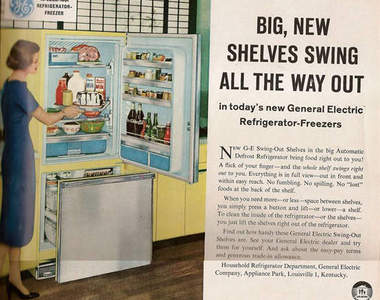 GE
REFRIGERATOR-
FREEZER
BIG, NEW
SHELVES SWING
ALL THE WAY OUT
in today's new General Electric
Refrigerator-Freezers
NEW G-E Swing-Out Shelves in the big Automatic
Defrost Refrigerator bring food right out to you!
A flick of your finger—and the whole shelf swings right
out to you. Everything is in full view—out in front and
within easy reach. No fumbling. No spilling. No "lost"
foods at the back of the shelf.
When you need more—or less—space between shelves,
you simply press a button and lift—or lower—a shelf.
To clean the inside of the refrigerator—or the shelves—
you just lift the shelves right out of the refrigerator.
Find out how handy these General Electric Swing-Out
Shelves are. See your General Electric dealer and try
them for yourself. And ask about the easy-pay terms
and generous trade-in allowance.
Household Refrigerator Department, General Electric
Company, Appliance Park, Louisville 1, Kentucky.